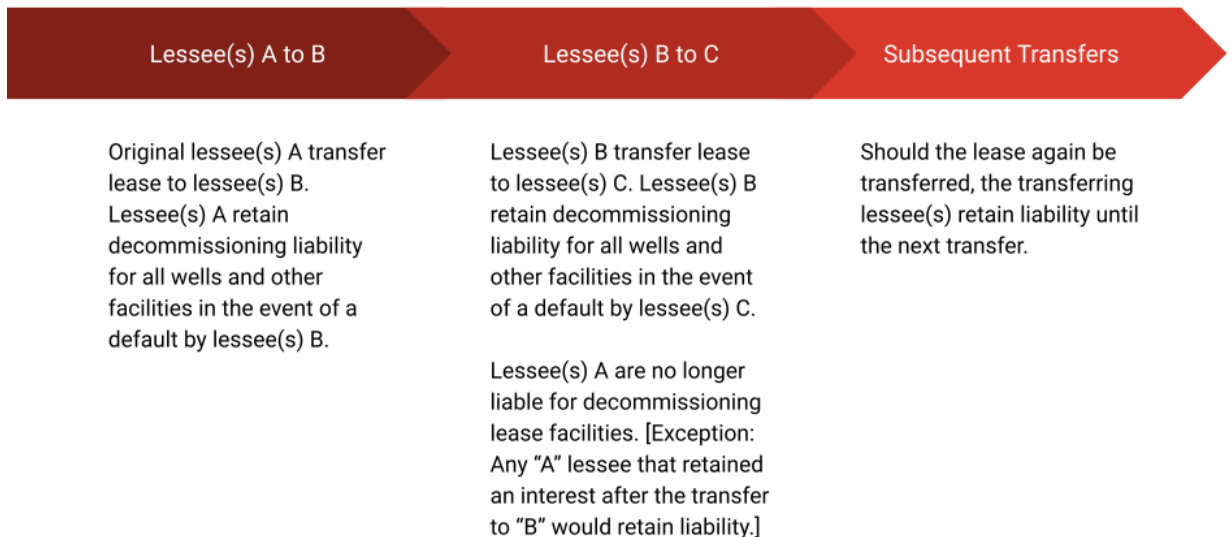 Lessee(s) A to B
Lessee(s) B to C
Subsequent Transfers
Original lessee(s) A transfer
lease to lessee(s) B.
Lessee(s) A retain
decommissioning liability
for all wells and other
facilities in the event of a
default by lessee(s) B.
Lessee(s) B transfer lease
to lessee(s) C. Lessee(s) B
retain decommissioning
liability for all wells and
other facilities in the event
of a default by lessee(s) C.
Lessee(s) A are no longer
liable for decommissioning
lease facilities. [Exception:
Any “A” lessee that retained
an interest after the transfer
to “B” would retain liability.]
Should the lease again be
transferred, the transferring
lessee(s) retain liability until
the next transfer.